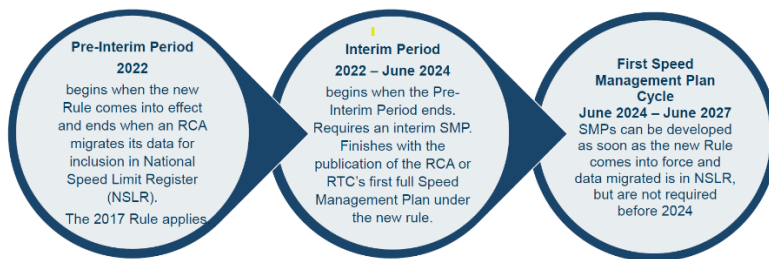 Pre-Interim Period
2022
begins when the new
Rule comes into effect
and ends when an RCA
migrates its data for
inclusion in National
Speed Limit Register
(NSLR).
The 2017 Rule applies
Interim Period
2022 – June 2024
begins when the Pre-
Interim Period ends.
Requires an interim SMP.
Finishes with the
publication of the RCA or
RTC's first full Speed
Management Plan under
the new rule.
First Speed
Management Plan
Cycle
June 2024 – June 2027
SMPs can be developed
as soon as the new Rule
comes into force and
data migrated is in NSLR,
but are not required
before 2024